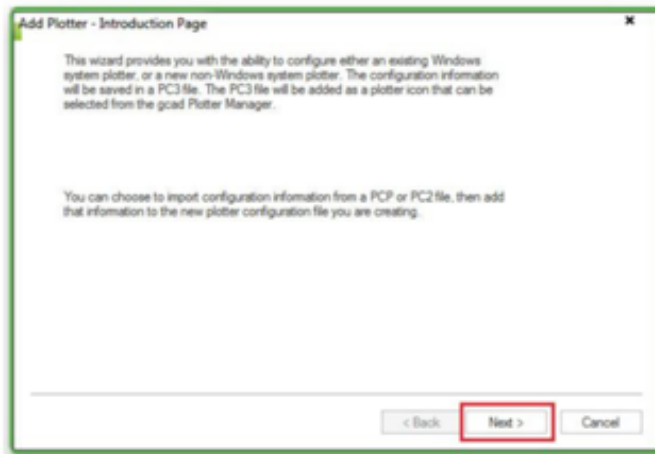 Add Plotter - Introduction Page
This wizard provides you with the ability to configure either an existing Windows
system plotter, or a new non-Windows system plotter. The configuration information
will be saved in a PC3 file. The PC3 file will be added as a plotter icon that can be
selected from the gcad Plotter Manager.
You can choose to import configuration information from a PCP or PC2 file, then add
that information to the new plotter configuration file you are creating.
< Back
Next >
Cancel